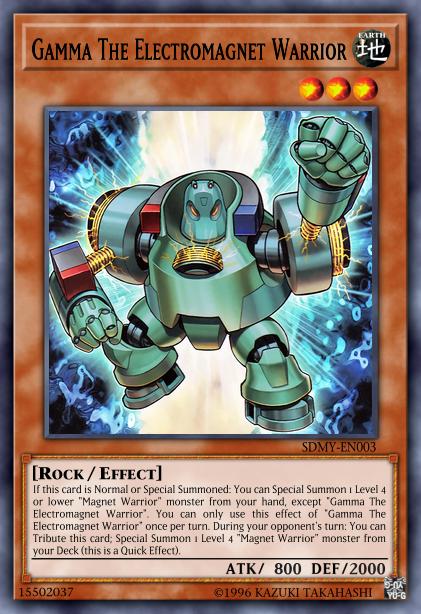 GAMMA THE ELECTROMAGNET WARRIOR
EARTH
地
SDMY-EN003
[ROCK / EFFECT]
If this card is Normal or Special Summoned: You can Special Summon 1 Level 4
or lower "Magnet Warrior" monster from your hand, except "Gamma The
Electromagnet Warrior". You can only use this effect of "Gamma The
Electromagnet Warrior" once per turn. During your opponent's turn: You can
Tribute this card; Special Summon 1 Level 4 "Magnet Warrior" monster from
your Deck (this is a Quick Effect).
ATK/ 800 DEF/2000
15502037
©1996 KAZUKI TAKAHASHI